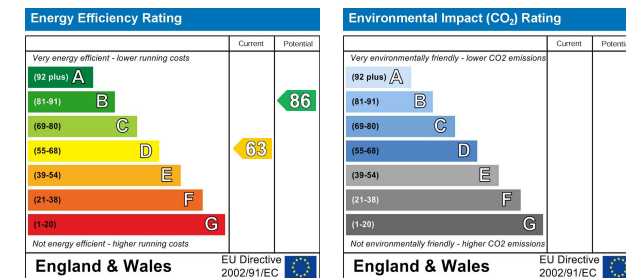 Energy Efficiency Rating
Current Potential
Very energy efficient - lower running costs
(92 plus) A
(81-91) B
86
(69-80) C
(55-68) D
63
(39-54) E
(21-38) F
(1-20) G
Not energy efficient - higher running costs
England & Wales
EU Directive
2002/91/EC
Environmental Impact (CO2) Rating
Current Potentia
Very environmentally friendly - lower CO2 emissions
(92 plus) A
(81-91) B
(69-80) C
(55-68) D
(39-54) E
(21-38) F
(1-20) G
Not environmentally friendly - higher CO2 emissions
England & Wales
EU Directive
2002/91/EC